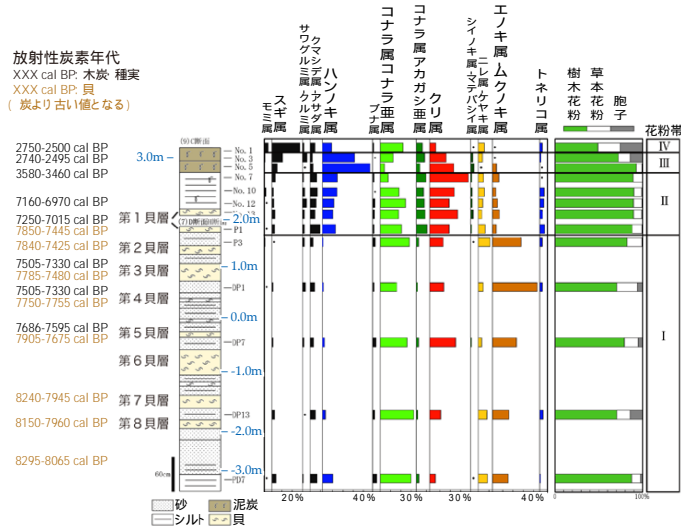 放射性炭素年代
XXX cal BP: 木炭・種実
XXX cal BP: 貝
( 炭より古い値となる )
モミ属
スギ属
サワグルミ属-クルミ属
クマシデ属-アサダ属
ハンノキ属
ブナ属
コナラ属コナラ亜属
コナラ属アカガシ亜属
クリ属
シイノキ属-マテバシイ属
ニレ属-ケヤキ属
エノキ属-ムクノキ属
トネリコ属
樹木花粉
草本花粉
胞子
花粉帯
(9)C断面
2750-2500 cal BP
2740-2495 cal BP
3580-3460 cal BP
7160-6970 cal BP
7250-7015 cal BP
7850-7445 cal BP
7840-7425 cal BP
7505-7330 cal BP
7785-7480 cal BP
7505-7330 cal BP
7750-7755 cal BP
7686-7595 cal BP
7905-7675 cal BP
8240-7945 cal BP
8150-7960 cal BP
8295-8065 cal BP
第1貝層
第2貝層
第3貝層
第4貝層
第5貝層
第6貝層
第7貝層
第8貝層
3.0m
2.0m
1.0m
0.0m
-1.0m
-2.0m
-3.0m
No.1
No.3
No.5
No.7
No.10
No.12
P1
P3
DP1
DP7
DP13
PD7
IV
III
II
I
60cm
20%
40%
30%
30%
40%
0
100%
砂
泥炭
シルト
貝